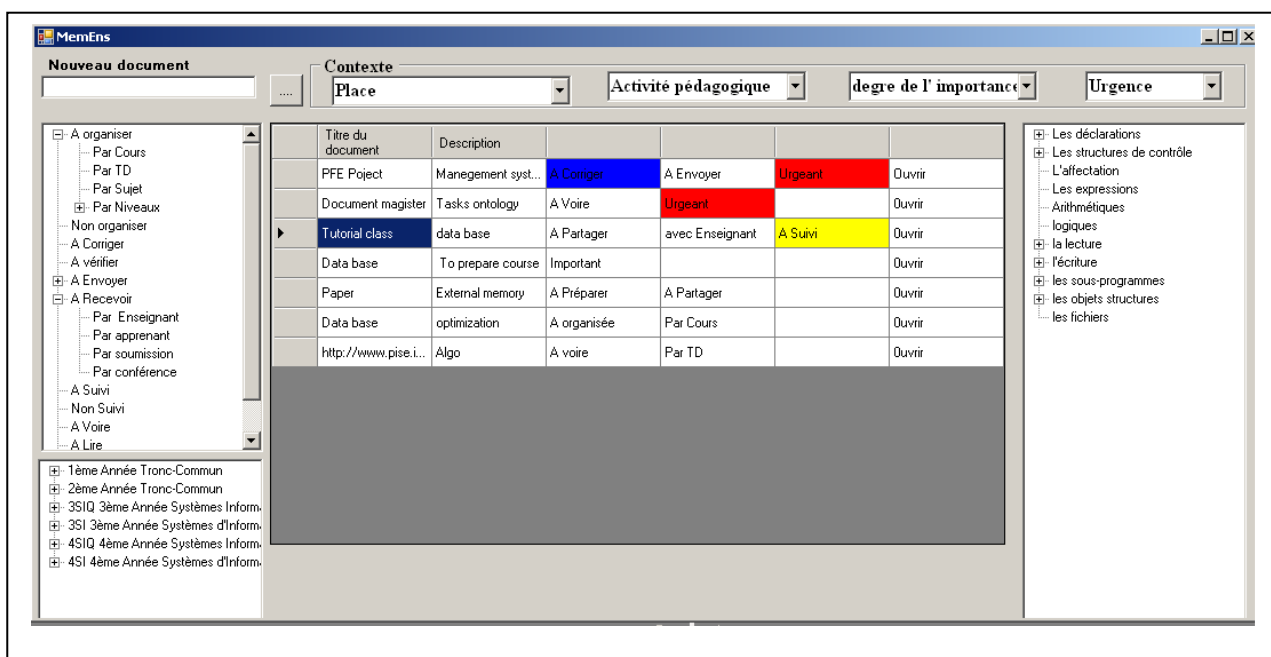 MemEns
Nouveau document
....
Contexte
Place
Activité pédagogique
degre de l' importance
Urgence
A organiser
Par Cours
Par TD
Par Sujet
Par Niveaux
Non organiser
A Corriger
A vérifier
A Envoyer
A Recevoir
Par Enseignant
Par apprenant
Par soumission
Par conférence
A Suivi
Non Suivi
A Voire
A Lire
1ème Année Tronc-Commun
2ème Année Tronc-Commun
3SIQ 3ème Année Systèmes Inform
3SI 3ème Année Systèmes d'Inform
4SIQ 4ème Année Systèmes Inform
4SI 4ème Année Systèmes d'Inform
Titre du
document Description
PFE Poject Manegement syst... A Corriger A Envoyer Urgeant Ouvrir
Document magister Tasks ontology A Voire Urgeant Ouvrir
Tutorial class data base A Partager avec Enseignant A Suivi Ouvrir
Data base To prepare course Important Ouvrir
Paper External memory A Préparer A Partager Ouvrir
Data base optimization A organisée Par Cours Ouvrir
http://www.pise.i... Algo A voire Par TD Ouvrir
Les déclarations
Les structures de contrôle
L'affectation
Les expressions
Arithmétiques
logiques
la lecture
l'écriture
les sous-programmes
les objets structures
les fichiers